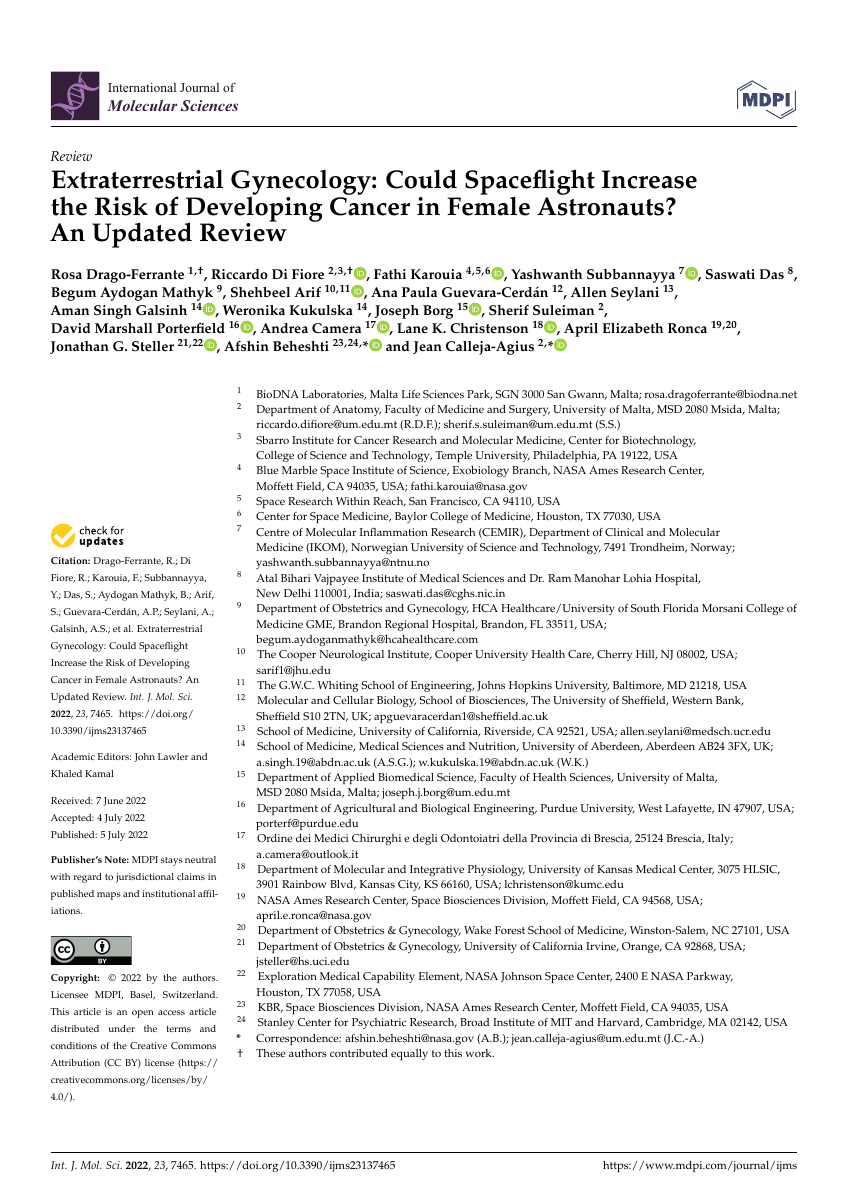 International Journal of
Molecular Sciences
MDPI
Review
Extraterrestrial Gynecology: Could Spaceflight Increase
the Risk of Developing Cancer in Female Astronauts?
An Updated Review
Rosa Drago-Ferrante 1,†, Riccardo Di Fiore 2,3,†, Fathi Karouia 4,5,6, Yashwanth Subbannayya 7, Saswati Das 8,
Begum Aydogan Mathyk 9, Shehbeel Arif 10,11, Ana Paula Guevara-Cerdán 12, Allen Seylani 13,
Aman Singh Galsinh 14, Weronika Kukulska 14, Joseph Borg 15, Sherif Suleiman 2,
David Marshall Porterfield 16, Andrea Camera 17, Lane K. Christenson 18, April Elizabeth Ronca 19,20,
Jonathan G. Steller 21,22, Afshin Beheshti 23,24,* and Jean Calleja-Agius 2,*
1 BioDNA Laboratories, Malta Life Sciences Park, SGN 3000 San Gwann, Malta; rosa.dragoferrante@biodna.net
2 Department of Anatomy, Faculty of Medicine and Surgery, University of Malta, MSD 2080 Msida, Malta;
riccardo.difiore@um.edu.mt (R.D.F.); sherif.s.suleiman@um.edu.mt (S.S.)
3 Sbarro Institute for Cancer Research and Molecular Medicine, Center for Biotechnology,
College of Science and Technology, Temple University, Philadelphia, PA 19122, USA
4 Blue Marble Space Institute of Science, Exobiology Branch, NASA Ames Research Center,
Moffett Field, CA 94035, USA; fathi.karouia@nasa.gov
5 Space Research Within Reach, San Francisco, CA 94110, USA
6 Center for Space Medicine, Baylor College of Medicine, Houston, TX 77030, USA
7 Centre of Molecular Inflammation Research (CEMIR), Department of Clinical and Molecular
Medicine (IKOM), Norwegian University of Science and Technology, 7491 Trondheim, Norway;
yashwanth.subbannayya@ntnu.no
8 Atal Bihari Vajpayee Institute of Medical Sciences and Dr. Ram Manohar Lohia Hospital,
New Delhi 110001, India; saswati.das@cghs.nic.in
9 Department of Obstetrics and Gynecology, HCA Healthcare/University of South Florida Morsani College of
Medicine GME, Brandon Regional Hospital, Brandon, FL 33511, USA;
begum.aydoganmathyk@hcahealthcare.com
10 The Cooper Neurological Institute, Cooper University Health Care, Cherry Hill, NJ 08002, USA;
sarif1@jhu.edu
11 The G.W.C. Whiting School of Engineering, Johns Hopkins University, Baltimore, MD 21218, USA
12 Molecular and Cellular Biology, School of Biosciences, The University of Sheffield, Western Bank,
Sheffield S10 2TN, UK; apguevaracerdan1@sheffield.ac.uk
13 School of Medicine, University of California, Riverside, CA 92521, USA; allen.seylani@medsch.ucr.edu
14 School of Medicine, Medical Sciences and Nutrition, University of Aberdeen, Aberdeen AB24 3FX, UK;
a.singh.19@abdn.ac.uk (A.S.G.); w.kukulska.19@abdn.ac.uk (W.K.)
15 Department of Applied Biomedical Science, Faculty of Health Sciences, University of Malta,
MSD 2080 Msida, Malta; joseph.j.borg@um.edu.mt
16 Department of Agricultural and Biological Engineering, Purdue University, West Lafayette, IN 47907, USA;
porterf@purdue.edu
17 Ordine dei Medici Chirurghi e degli Odontoiatri della Provincia di Brescia, 25124 Brescia, Italy;
a.camera@outlook.it
18 Department of Molecular and Integrative Physiology, University of Kansas Medical Center, 3075 HLSIC,
3901 Rainbow Blvd, Kansas City, KS 66160, USA; lchristenson@kumc.edu
19 NASA Ames Research Center, Space Biosciences Division, Moffett Field, CA 94568, USA;
april.e.ronca@nasa.gov
20 Department of Obstetrics & Gynecology, Wake Forest School of Medicine, Winston-Salem, NC 27101, USA
21 Department of Obstetrics & Gynecology, University of California Irvine, Orange, CA 92868, USA;
jsteller@hs.uci.edu
22 Exploration Medical Capability Element, NASA Johnson Space Center, 2400 E NASA Parkway,
Houston, TX 77058, USA
23 KBR, Space Biosciences Division, NASA Ames Research Center, Moffett Field, CA 94035, USA
24 Stanley Center for Psychiatric Research, Broad Institute of MIT and Harvard, Cambridge, MA 02142, USA
* Correspondence: afshin.beheshti@nasa.gov (A.B.); jean.calleja-agius@um.edu.mt (J.C.-A.)
† These authors contributed equally to this work.
check for
updates
Citation: Drago-Ferrante, R.; Di
Fiore, R.; Karouia, F.; Subbannayya,
Y.; Das, S.; Aydogan Mathyk, B.; Arif,
S.; Guevara-Cerdán, A.P.; Seylani, A.;
Galsinh, A.S.; et al. Extraterrestrial
Gynecology: Could Spaceflight
Increase the Risk of Developing
Cancer in Female Astronauts? An
Updated Review. Int. J. Mol. Sci.
2022, 23, 7465. https://doi.org/
10.3390/ijms23137465
Academic Editors: John Lawler and
Khaled Kamal
Received: 7 June 2022
Accepted: 4 July 2022
Published: 5 July 2022
Publisher's Note: MDPI stays neutral
with regard to jurisdictional claims in
published maps and institutional affil-
iations.
cc BY
Copyright: © 2022 by the authors.
Licensee MDPI, Basel, Switzerland.
This article is an open access article
distributed under the terms and
conditions of the Creative Commons
Attribution (CC BY) license (https://
creativecommons.org/licenses/by/
4.0/).
Int. J. Mol. Sci. 2022, 23, 7465. https://doi.org/10.3390/ijms23137465
https://www.mdpi.com/journal/ijms